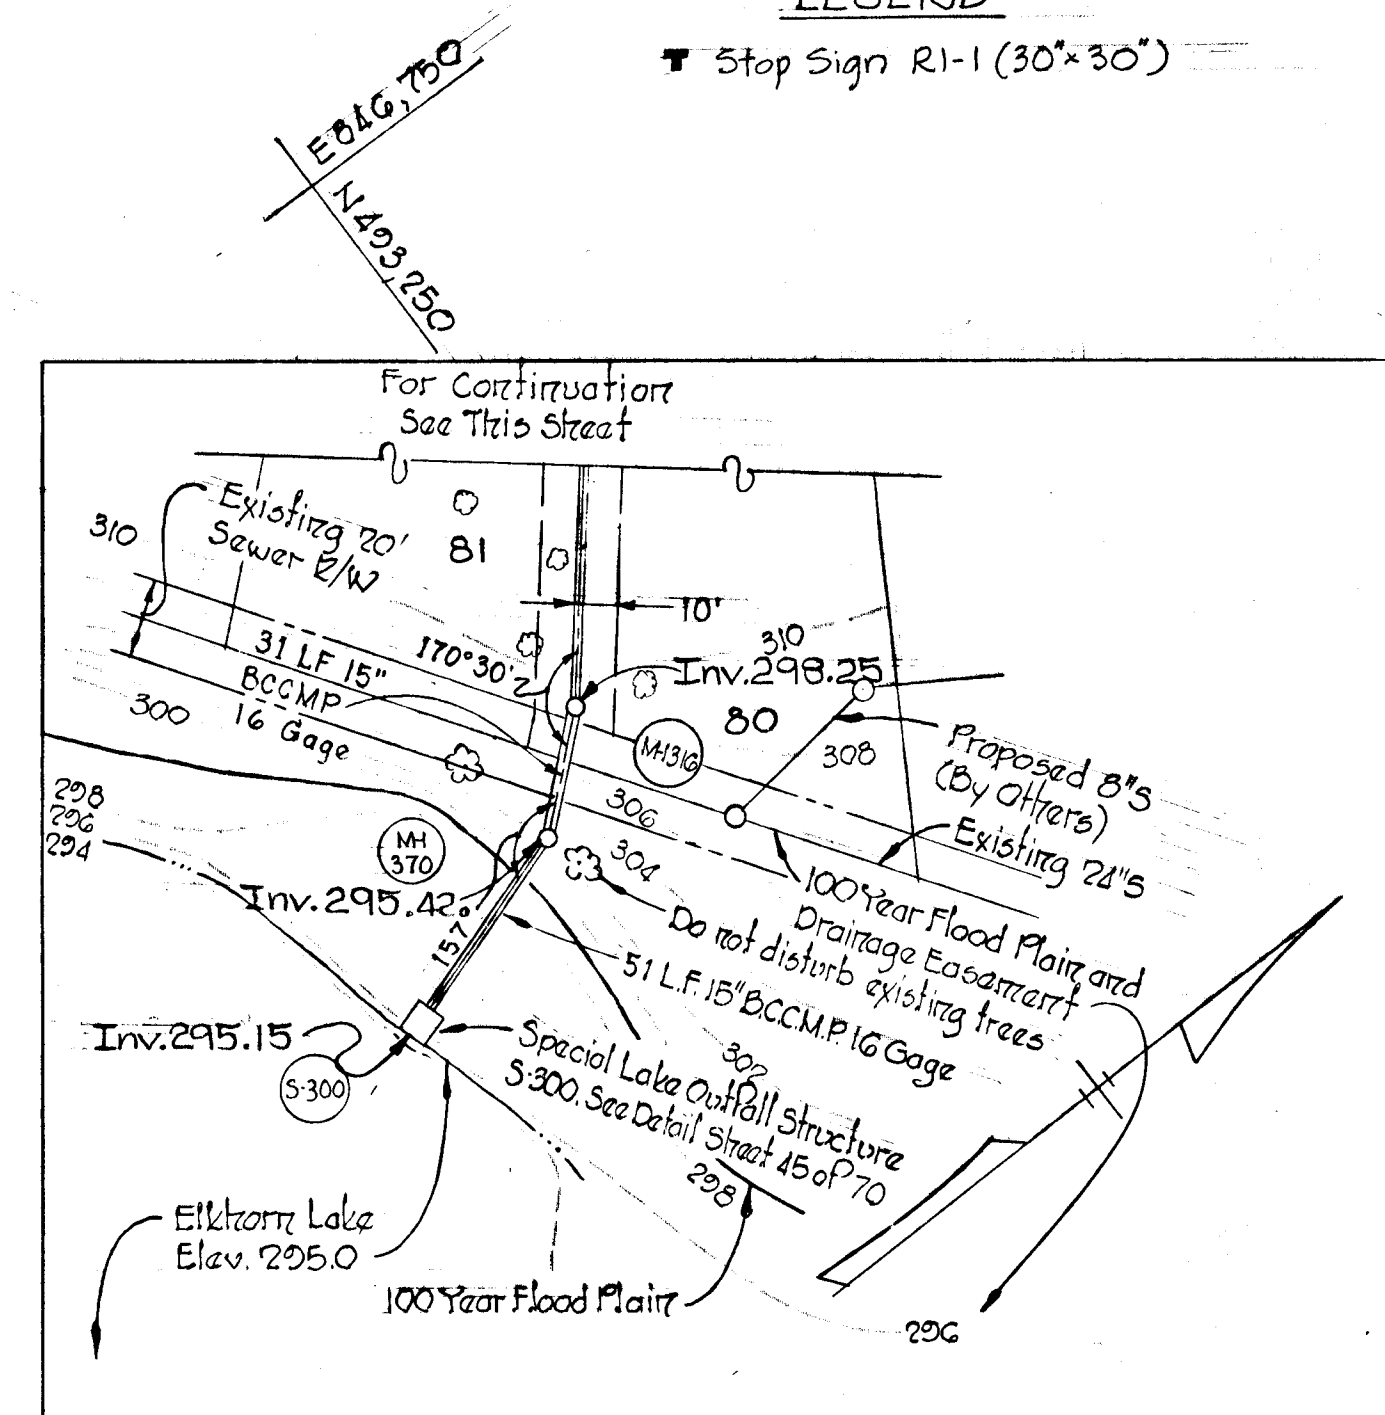 LEGEND
Stop Sign R1-1 (30"x30")
E846,750
N493,250
For Continuation
See This Sheet
Existing 20'
Sewer R/W
310
81
10'
310
31 LF 15"
BCCMP
16 Gage
170°30'±
Inv.298.25
80
300
MH1316
308
Proposed 8"S
(By Others)
Existing 24"S
298
296
294
306
304
MH
370
Inv.295.42
157°
100 Year Flood Plain and
Drainage Easement
Do not disturb existing trees
51 L.F. 15" B.C.C.M.P. 16 Gage
Inv.295.15
S-300
302
Special Lake Outfall Structure
S-300. See Detail Sheet 45 of 70
298
Elkhorn Lake
Elev. 295.0
100 Year Flood Plain
296